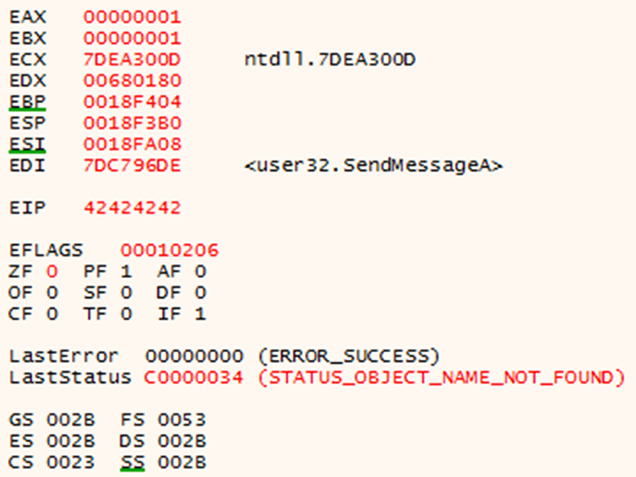 EAX 00000001
EBX 00000001
ECX 7DEA300D ntdll.7DEA300D
EDX 00680180
EBP 0018F404
ESP 0018F3B0
ESI 0018FA08
EDI 7DC796DE <user32.SendMessageA>
EIP 42424242
EFLAGS 00010206
ZF 0 PF 1 AF 0
OF 0 SF 0 DF 0
CF 0 TF 0 IF 1
LastError 00000000 (ERROR_SUCCESS)
LastStatus C0000034 (STATUS_OBJECT_NAME_NOT_FOUND)
GS 002B FS 0053
ES 002B DS 002B
CS 0023 SS 002B